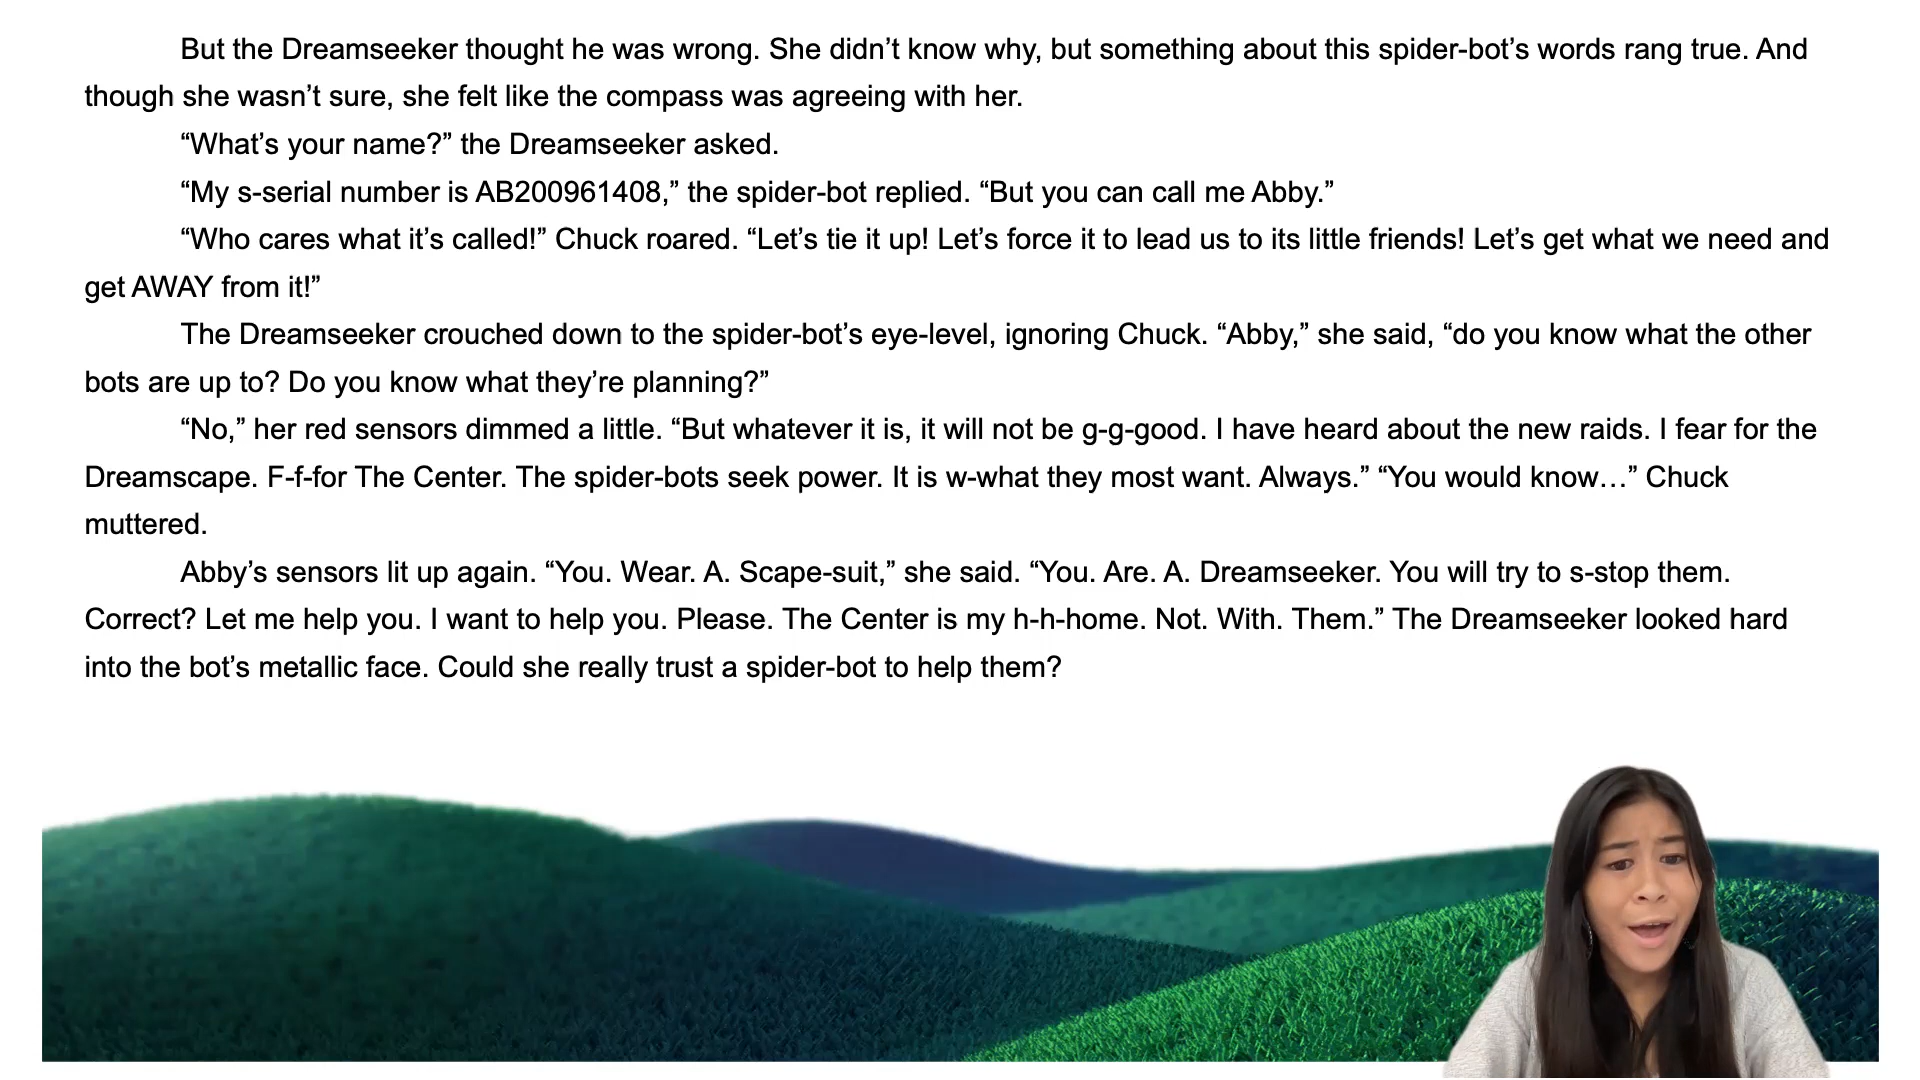 But the Dreamseeker thought he was wrong. She didn’t know why, but something about this spider-bot’s words rang true. And
though she wasn’t sure, she felt like the compass was agreeing with her.
“What’s your name?” the Dreamseeker asked.
“My s-serial number is AB200961408,” the spider-bot replied. “But you can call me Abby.”
“Who cares what it’s called!” Chuck roared. “Let’s tie it up! Let’s force it to lead us to its little friends! Let’s get what we need and
get AWAY from it!”
The Dreamseeker crouched down to the spider-bot’s eye-level, ignoring Chuck. “Abby,” she said, “do you know what the other
bots are up to? Do you know what they’re planning?”
“No,” her red sensors dimmed a little. “But whatever it is, it will not be g-g-good. I have heard about the new raids. I fear for the
Dreamscape. F-f-for The Center. The spider-bots seek power. It is w-what they most want. Always.” “You would know…” Chuck
muttered.
Abby’s sensors lit up again. “You. Wear. A. Scape-suit,” she said. “You. Are. A. Dreamseeker. You will try to s-stop them.
Correct? Let me help you. I want to help you. Please. The Center is my h-h-home. Not. With. Them.” The Dreamseeker looked hard
into the bot’s metallic face. Could she really trust a spider-bot to help them?